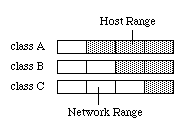 Host Range
class A
class B
class C
Network Range